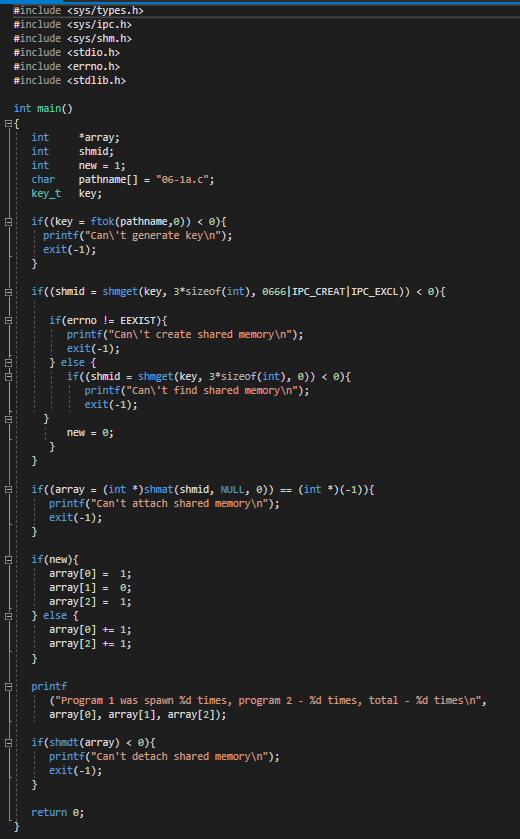 #include <sys/types.h>
#include <sys/ipc.h>
#include <sys/shm.h>
#include <stdio.h>
#include <errno.h>
#include <stdlib.h>

int main()
{
   int     *array;
   int     shmid;
   int     new = 1;
   char    pathname[] = "06-1a.c";
   key_t   key;

   if((key = ftok(pathname,0)) < 0){
     printf("Can\'t generate key\n");
     exit(-1);
   }

   if((shmid = shmget(key, 3*sizeof(int), 0666|IPC_CREAT|IPC_EXCL)) < 0){

      if(errno != EEXIST){
         printf("Can\'t create shared memory\n");
         exit(-1);
      } else {
         if((shmid = shmget(key, 3*sizeof(int), 0)) < 0){
            printf("Can\'t find shared memory\n");
            exit(-1);
     }
         new = 0;
      }
   }

   if((array = (int *)shmat(shmid, NULL, 0)) == (int *)(-1)){
      printf("Can't attach shared memory\n");
      exit(-1);
   }

   if(new){
      array[0] =  1;
      array[1] =  0;
      array[2] =  1;
   } else {
      array[0] += 1;
      array[2] += 1;
   }

   printf
      ("Program 1 was spawn %d times, program 2 - %d times, total - %d times\n",
      array[0], array[1], array[2]);

   if(shmdt(array) < 0){
      printf("Can't detach shared memory\n");
      exit(-1);
   }

   return 0;
}